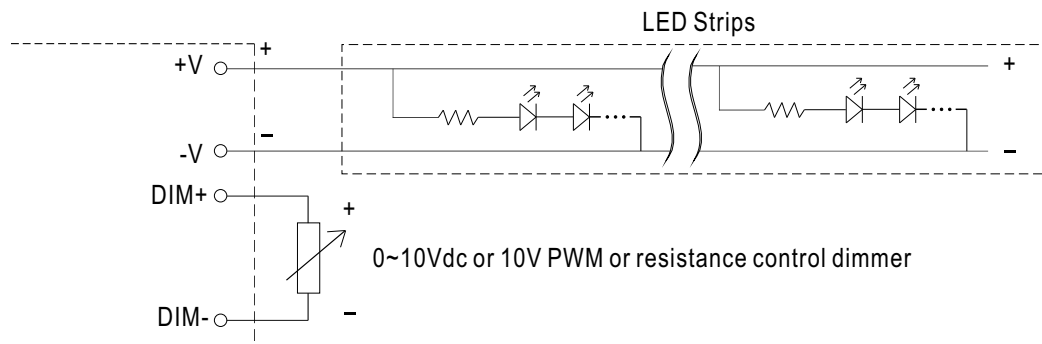 LED Strips
+
+V
+
−
-V
−
DIM+
+
0~10Vdc or 10V PWM or resistance control dimmer
DIM-
−